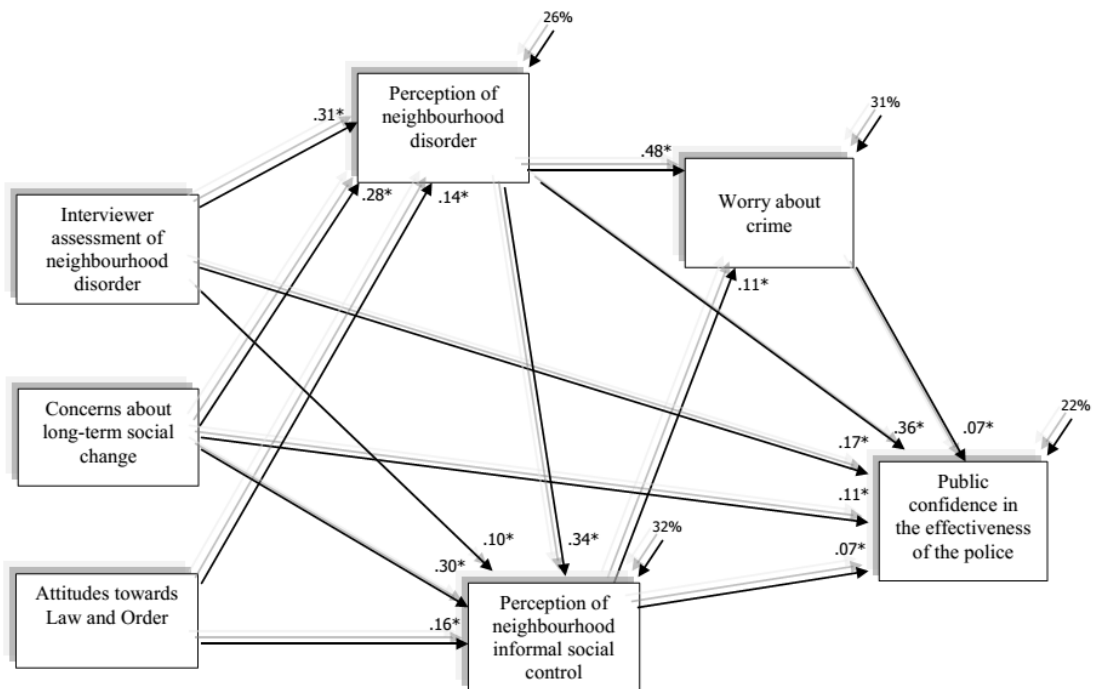 26%
Perception of
neighbourhood
disorder
.31*
31%
.48*
.28*
.14*
Worry about
crime
Interviewer
assessment of
neighbourhood
disorder
.11*
Concerns about
long-term social
change
22%
.36*
.07*
.17*
Public
confidence in
the effectiveness
of the police
.11*
.10*
.34*
32%
.07*
.30*
Attitudes towards
Law and Order
.16*
Perception of
neighbourhood
informal social
control